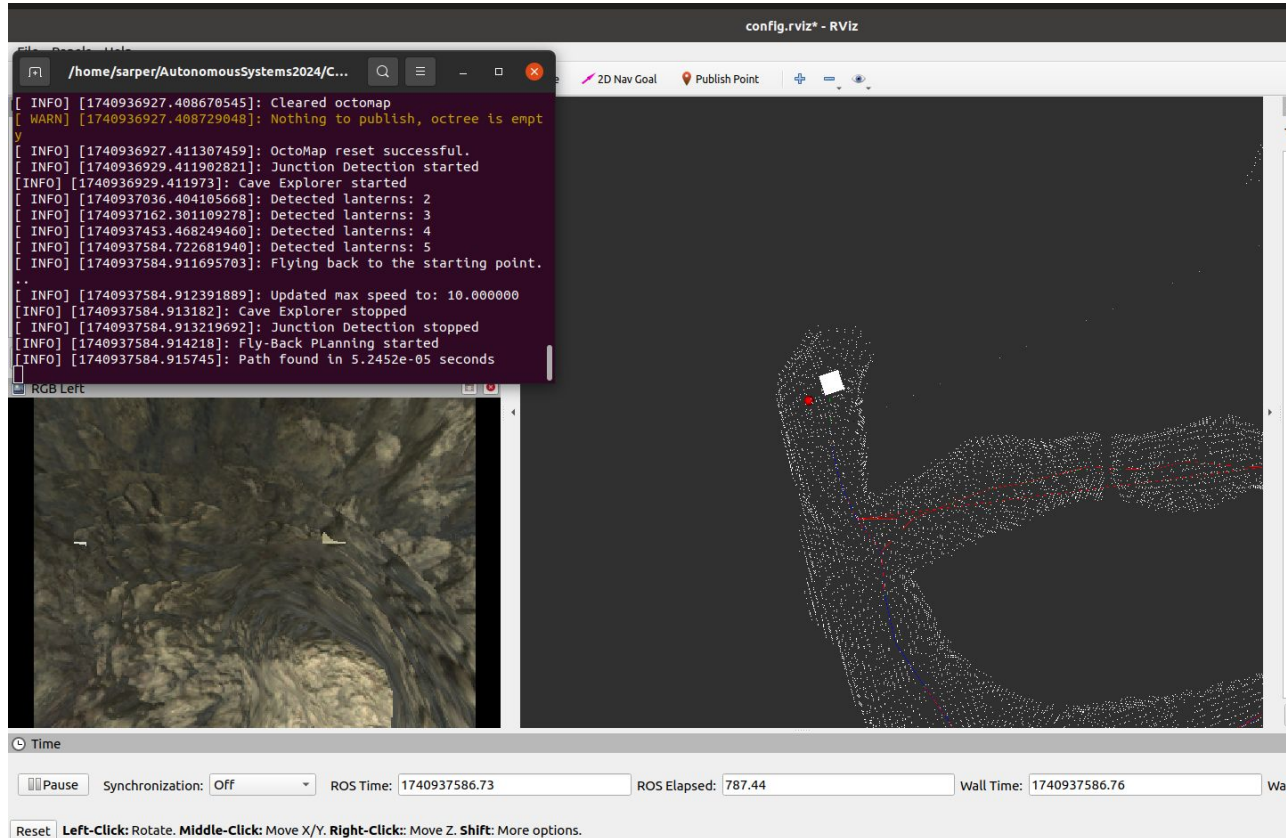 config.rviz* - RViz
/home/sarper/AutonomousSystems2024/C...
2D Nav Goal
Publish Point
[ INFO] [1740936927.408670545]: Cleared octomap
[ WARN] [1740936927.408729048]: Nothing to publish, octree is empt
y
[ INFO] [1740936927.411307459]: OctoMap reset successful.
[ INFO] [1740936929.411902821]: Junction Detection started
[INFO] [1740936929.411973]: Cave Explorer started
[ INFO] [1740937036.404105668]: Detected lanterns: 2
[ INFO] [1740937162.301109278]: Detected lanterns: 3
[ INFO] [1740937453.468249460]: Detected lanterns: 4
[ INFO] [1740937584.722681940]: Detected lanterns: 5
[ INFO] [1740937584.911695703]: Flying back to the starting point.
..
[ INFO] [1740937584.912391889]: Updated max speed to: 10.000000
[INFO] [1740937584.913182]: Cave Explorer stopped
[ INFO] [1740937584.913219692]: Junction Detection stopped
[INFO] [1740937584.914218]: Fly-Back PLanning started
[INFO] [1740937584.915745]: Path found in 5.2452e-05 seconds
RGB Left
Time
Pause Synchronization: Off ROS Time: 1740937586.73 ROS Elapsed: 787.44 Wall Time: 1740937586.76 Wa
Reset Left-Click: Rotate. Middle-Click: Move X/Y. Right-Click:: Move Z. Shift: More options.